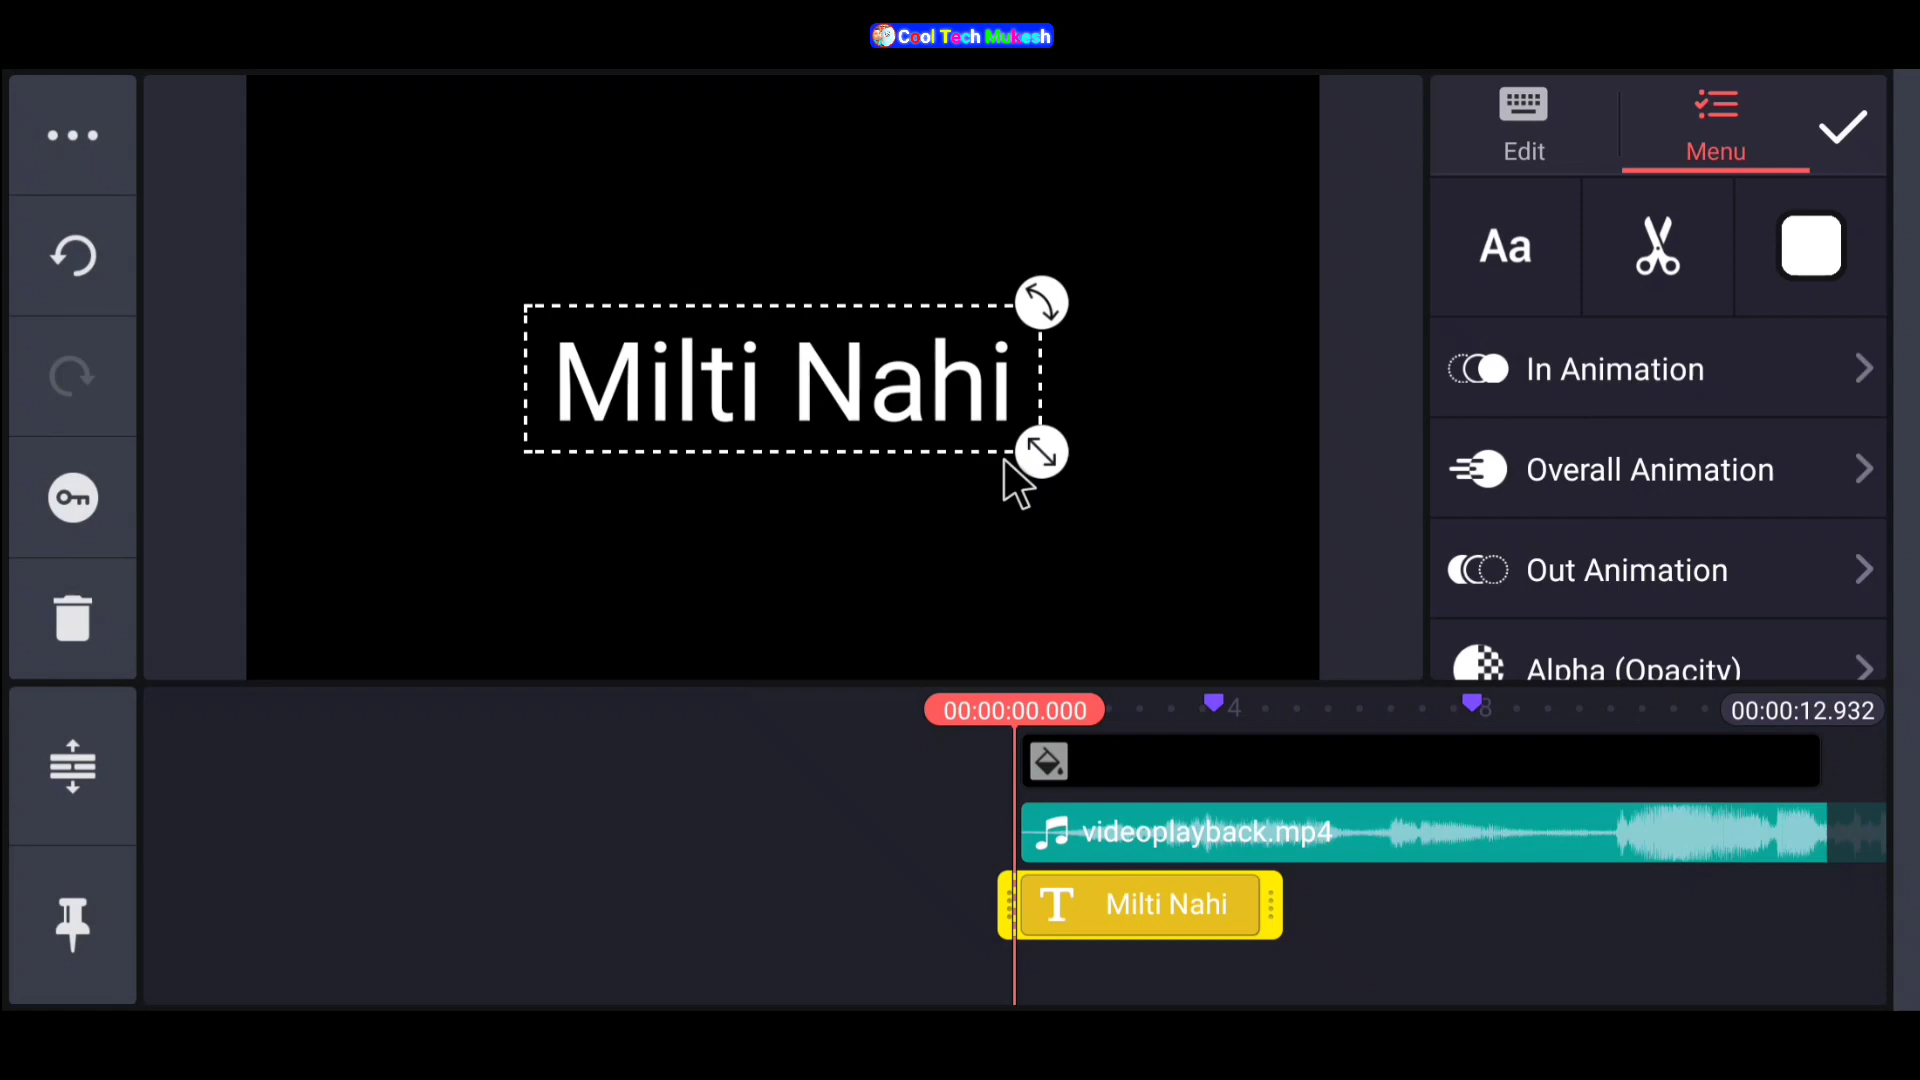 Cool Tech Mukesh
Edit
Menu
Milti Nahi
Aa
In Animation
Overall Animation
Out Animation
Alpha (Opacity)
00:00:00.000
4
8
00:00:12.932
videoplayback.mp4
T Milti Nahi